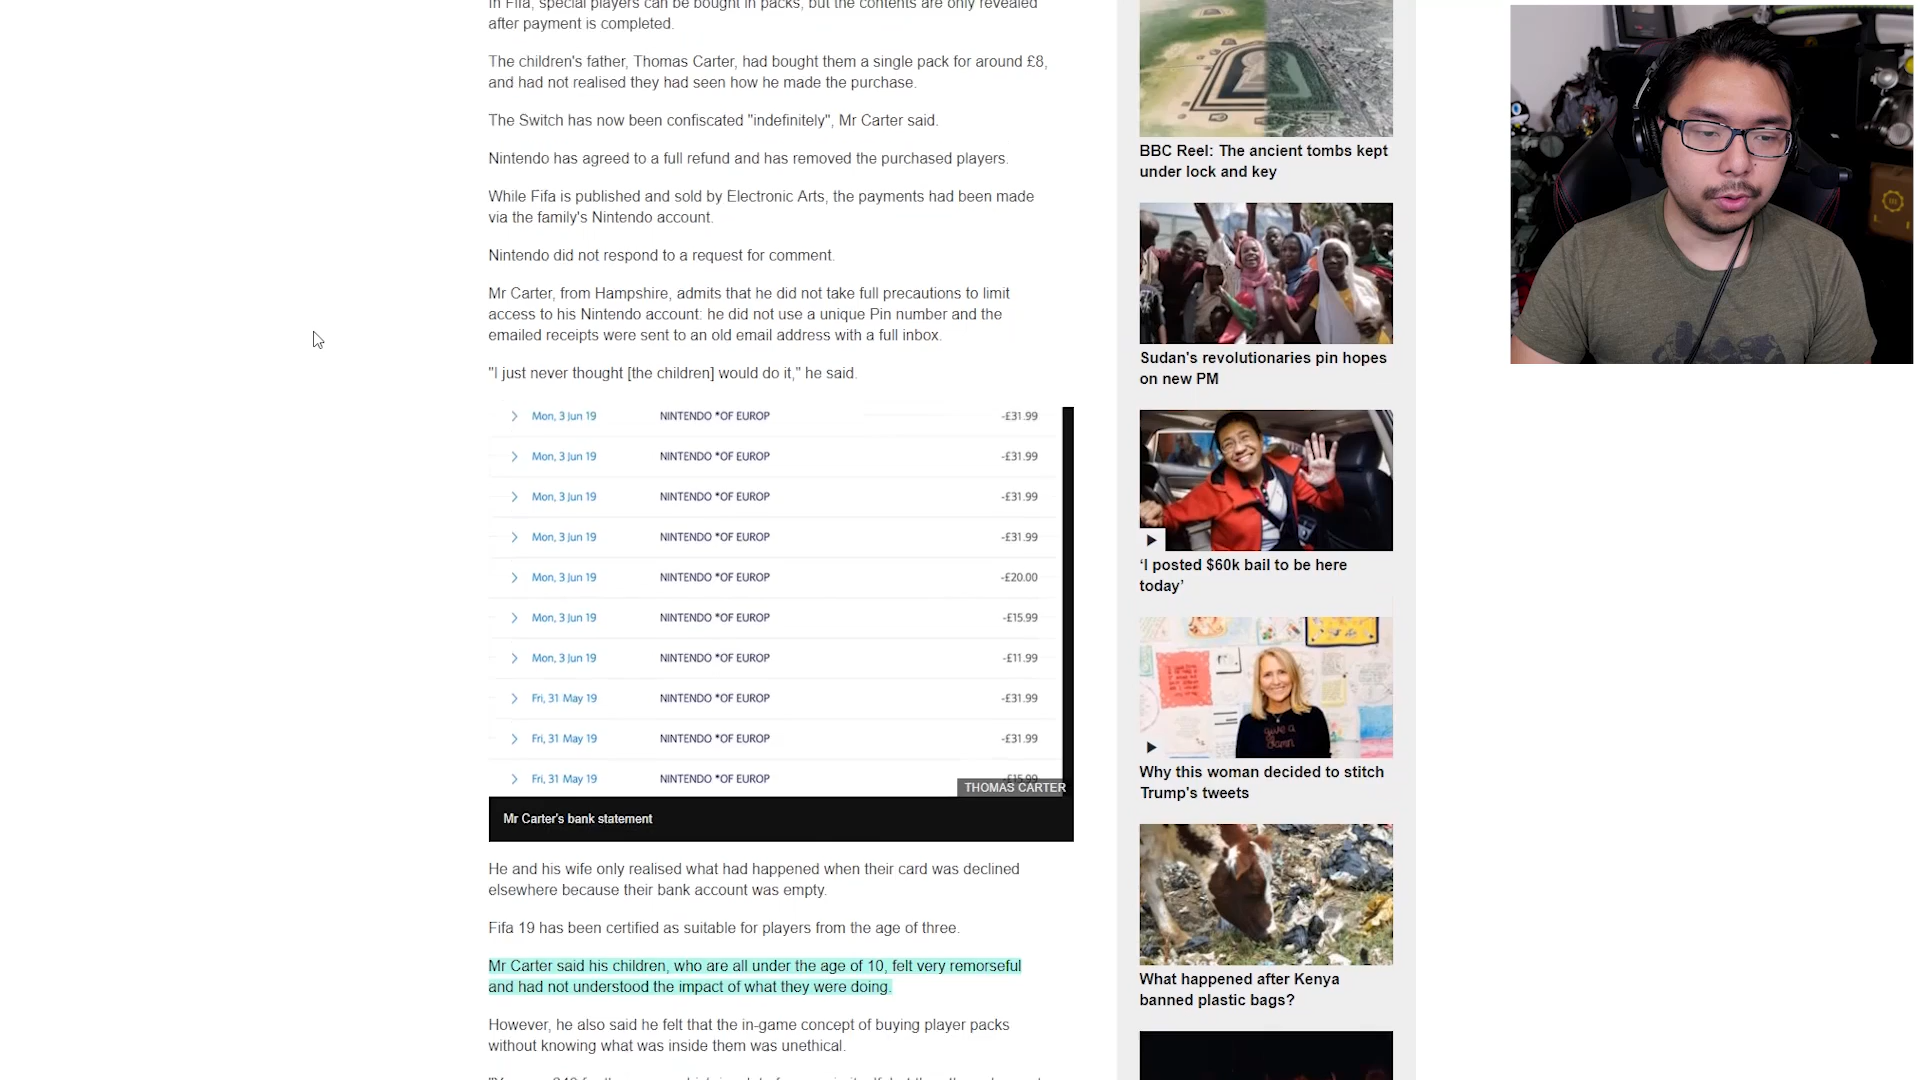 In Fifa, special players can be bought in packs, but the contents are only revealed
after payment is completed.
The children's father, Thomas Carter, had bought them a single pack for around £8,
and had not realised they had seen how he made the purchase.
The Switch has now been confiscated "indefinitely", Mr Carter said.
Nintendo has agreed to a full refund and has removed the purchased players.
While Fifa is published and sold by Electronic Arts, the payments had been made
via the family's Nintendo account.
Nintendo did not respond to a request for comment.
Mr Carter, from Hampshire, admits that he did not take full precautions to limit
access to his Nintendo account: he did not use a unique Pin number and the
emailed receipts were sent to an old email address with a full inbox.
"I just never thought [the children] would do it," he said.
Mon, 3 Jun 19 NINTENDO *OF EUROP -£31.99
Mon, 3 Jun 19 NINTENDO *OF EUROP -£31.99
Mon, 3 Jun 19 NINTENDO *OF EUROP -£31.99
Mon, 3 Jun 19 NINTENDO *OF EUROP -£31.99
Mon, 3 Jun 19 NINTENDO *OF EUROP -£20.00
Mon, 3 Jun 19 NINTENDO *OF EUROP -£15.99
Mon, 3 Jun 19 NINTENDO *OF EUROP -£11.99
Fri, 31 May 19 NINTENDO *OF EUROP -£31.99
Fri, 31 May 19 NINTENDO *OF EUROP -£31.99
Fri, 31 May 19 NINTENDO *OF EUROP -£15.99
THOMAS CARTER
Mr Carter's bank statement
He and his wife only realised what had happened when their card was declined
elsewhere because their bank account was empty.
Fifa 19 has been certified as suitable for players from the age of three.
Mr Carter said his children, who are all under the age of 10, felt very remorseful
and had not understood the impact of what they were doing.
However, he also said he felt that the in-game concept of buying player packs
without knowing what was inside them was unethical.
BBC Reel: The ancient tombs kept
under lock and key
Sudan's revolutionaries pin hopes
on new PM
‘I posted $60k bail to be here
today’
give a
damn
Why this woman decided to stitch
Trump's tweets
What happened after Kenya
banned plastic bags?